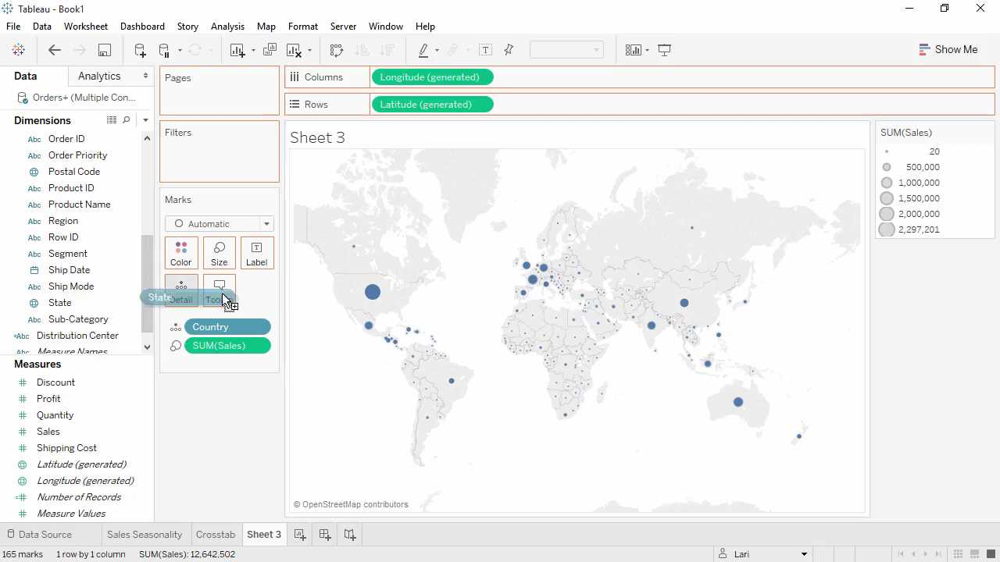 Tableau - Book1
File Data Worksheet Dashboard Story Analysis Map Format Server Window Help
Show Me
Data Analytics
Orders+ (Multiple Con...
Dimensions
Abc Order ID
Abc Order Priority
Postal Code
Abc Product ID
Abc Product Name
Abc Region
Abc Row ID
Abc Segment
Ship Date
Abc Ship Mode
State
Abc Sub-Category
=Abc Distribution Center
Abc Measure Names
Measures
# Discount
# Profit
# Quantity
# Sales
# Shipping Cost
Latitude (generated)
Longitude (generated)
=# Number of Records
# Measure Values
Pages
Filters
Marks
Automatic
Color Size Label
Detail
State
Country
SUM(Sales)
Columns Longitude (generated)
Rows Latitude (generated)
Sheet 3
© OpenStreetMap contributors
SUM(Sales)
20
500,000
1,000,000
1,500,000
2,000,000
2,297,201
Data Source Sales Seasonality Crosstab Sheet 3
165 marks 1 row by 1 column SUM(Sales): 12,642,502 Lari